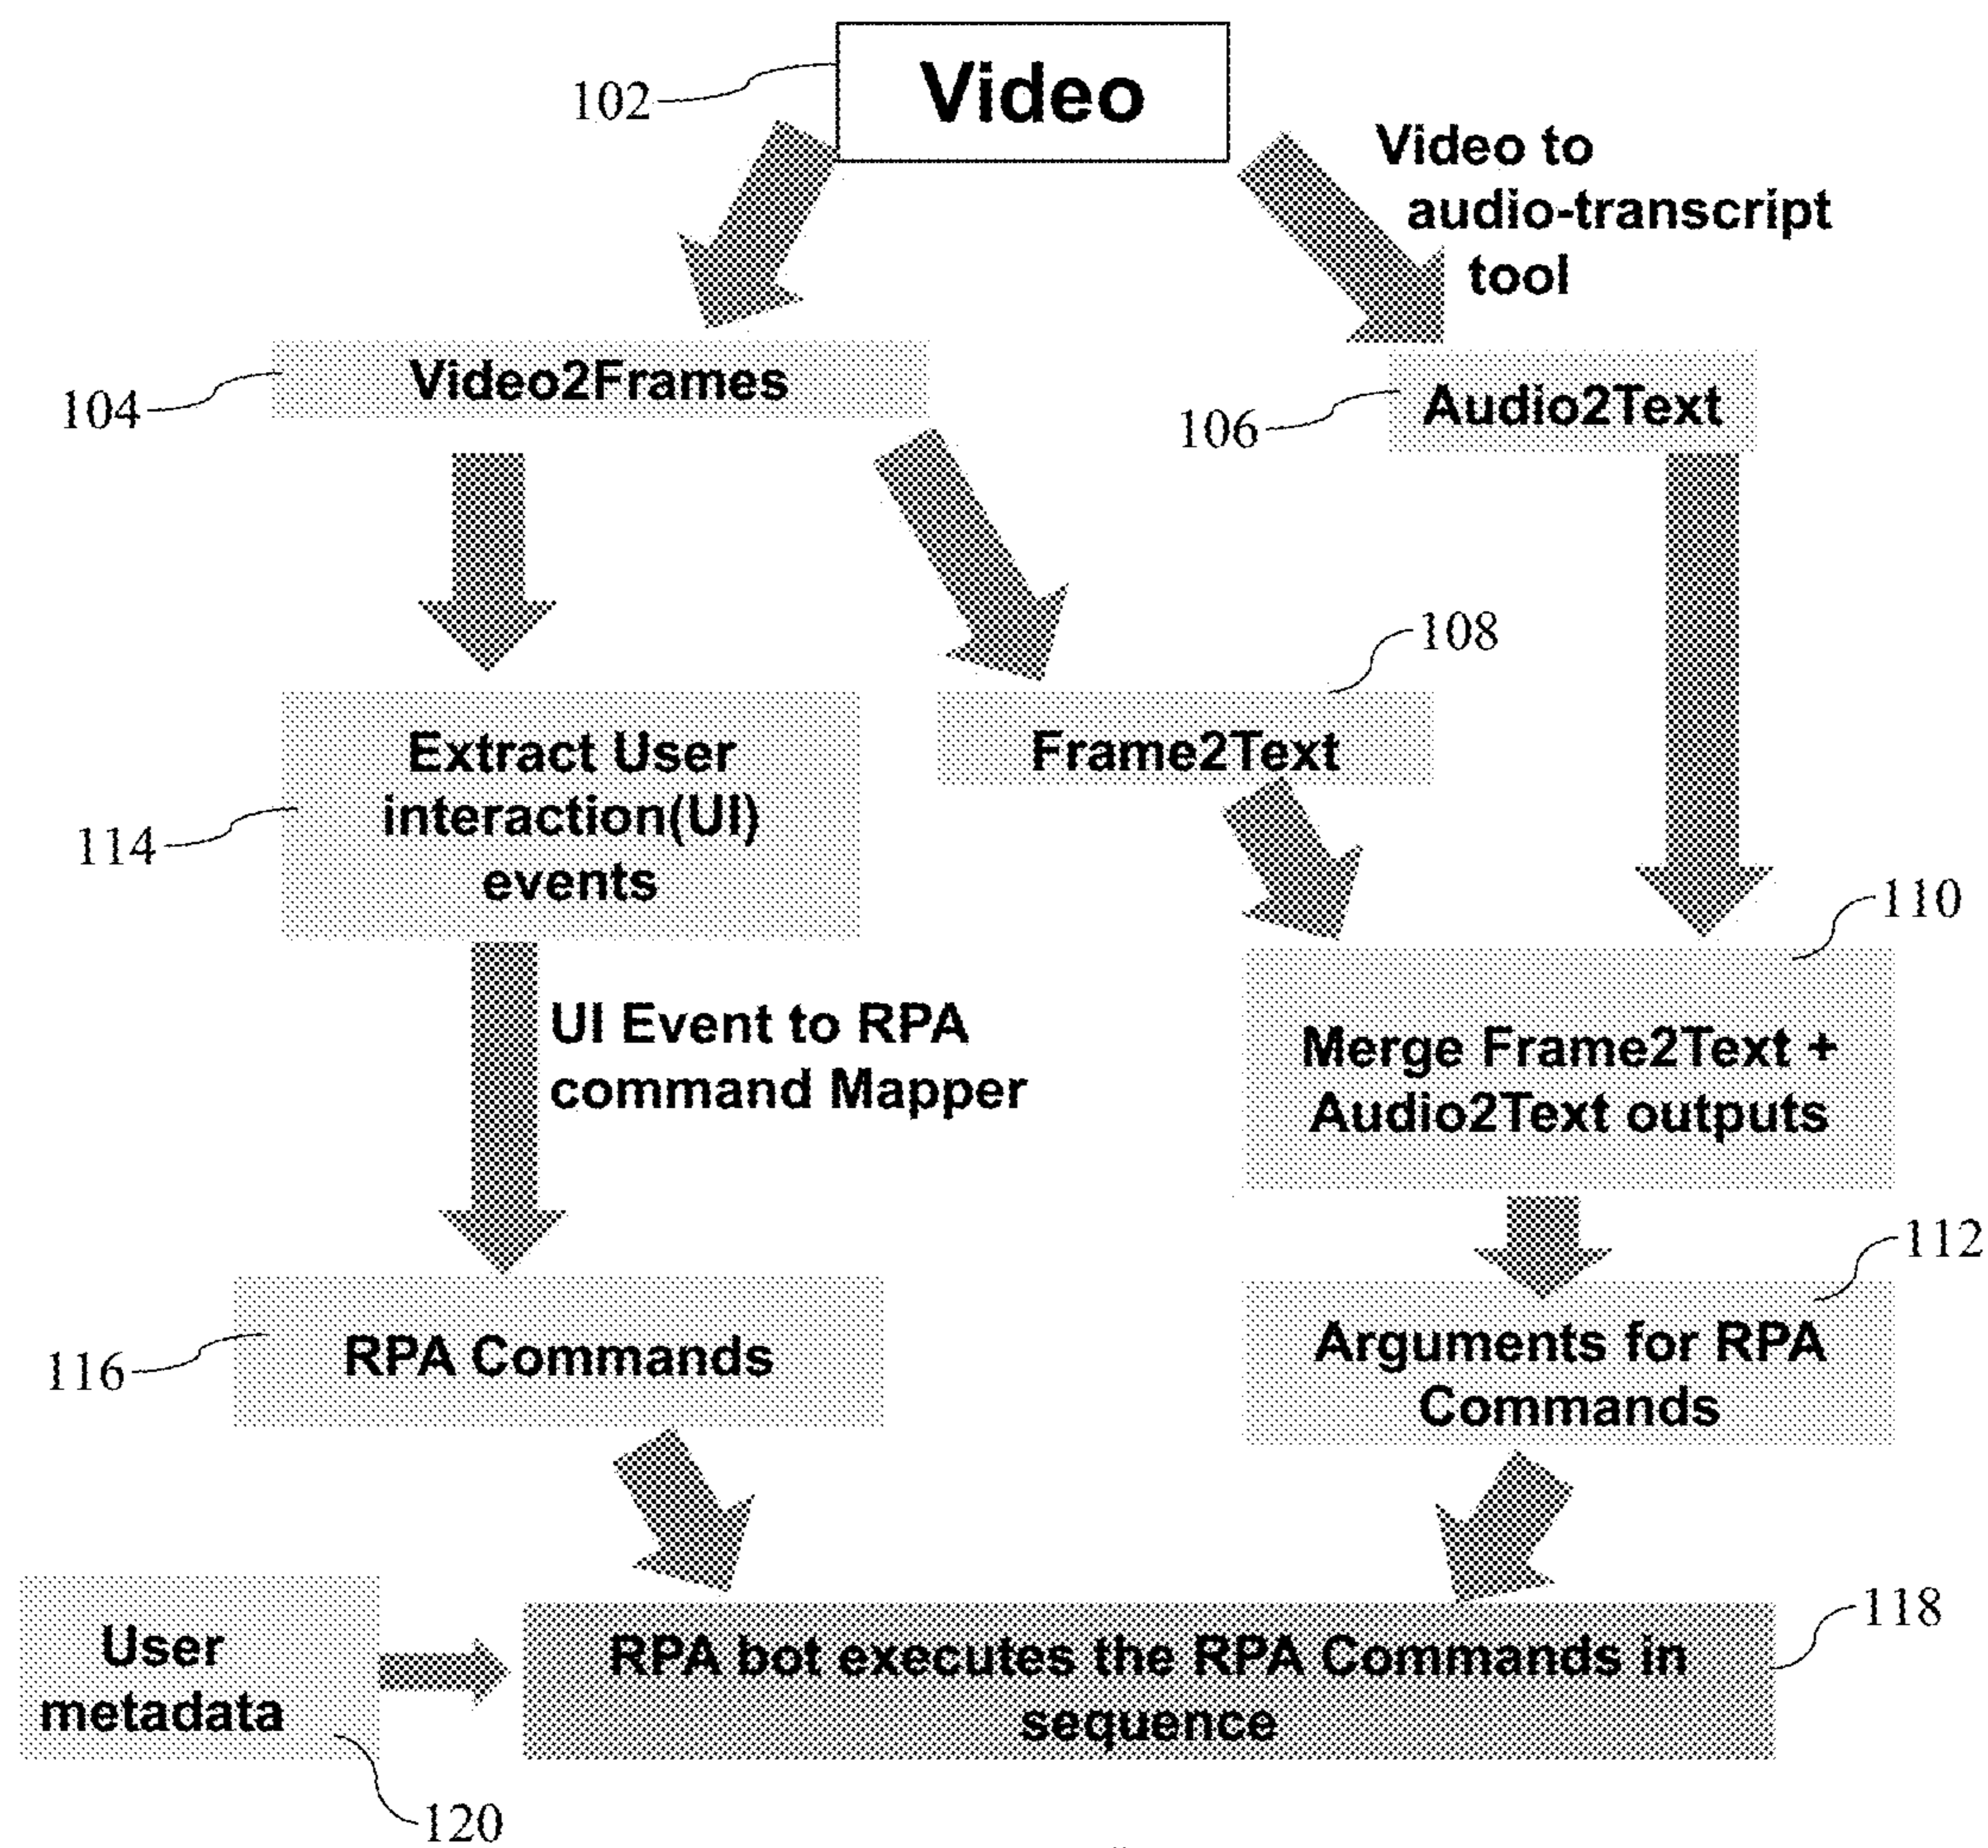 Video
102
Video to
audio-transcript
tool
Video2Frames
104
Audio2Text
106
108
Extract User
interaction(UI)
events
114
Frame2Text
110
UI Event to RPA
command Mapper
Merge Frame2Text +
Audio2Text outputs
112
RPA Commands
116
Arguments for RPA
Commands
118
User
metadata
RPA bot executes the RPA Commands in
sequence
120